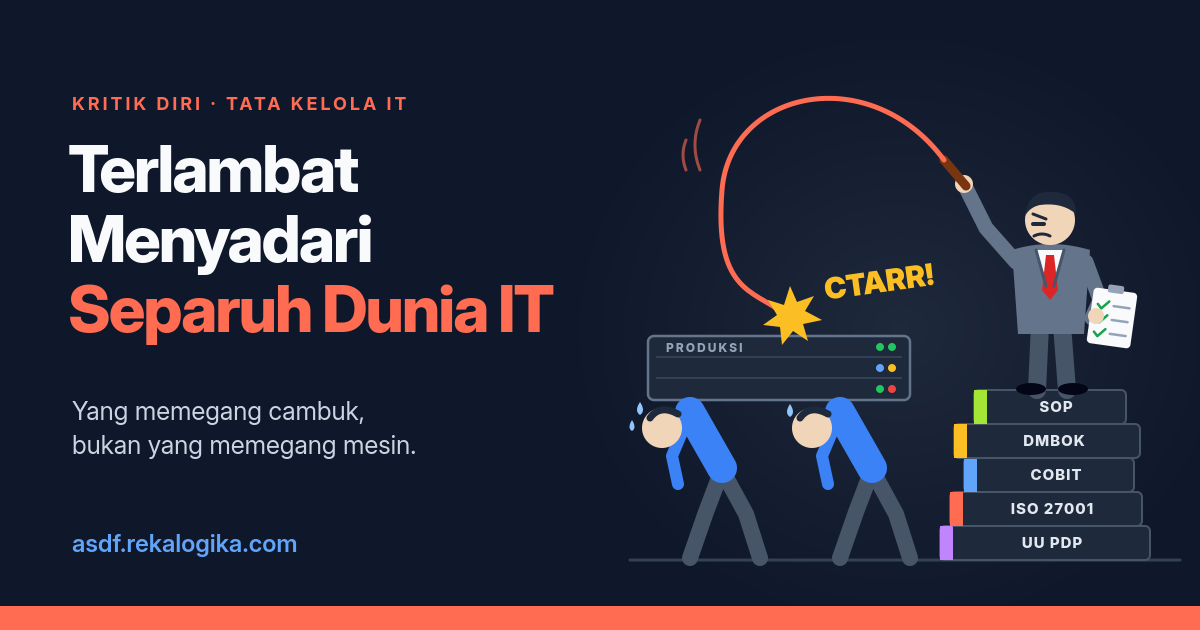 KRITIK DIRI · TATA KELOLA IT
Terlambat
Menyadari
Separuh Dunia IT
Yang memegang cambuk,
bukan yang memegang mesin.
asdf.rekalogika.com
CTARR!
PRODUKSI
SOP
DMBOK
COBIT
ISO 27001
UU PDP